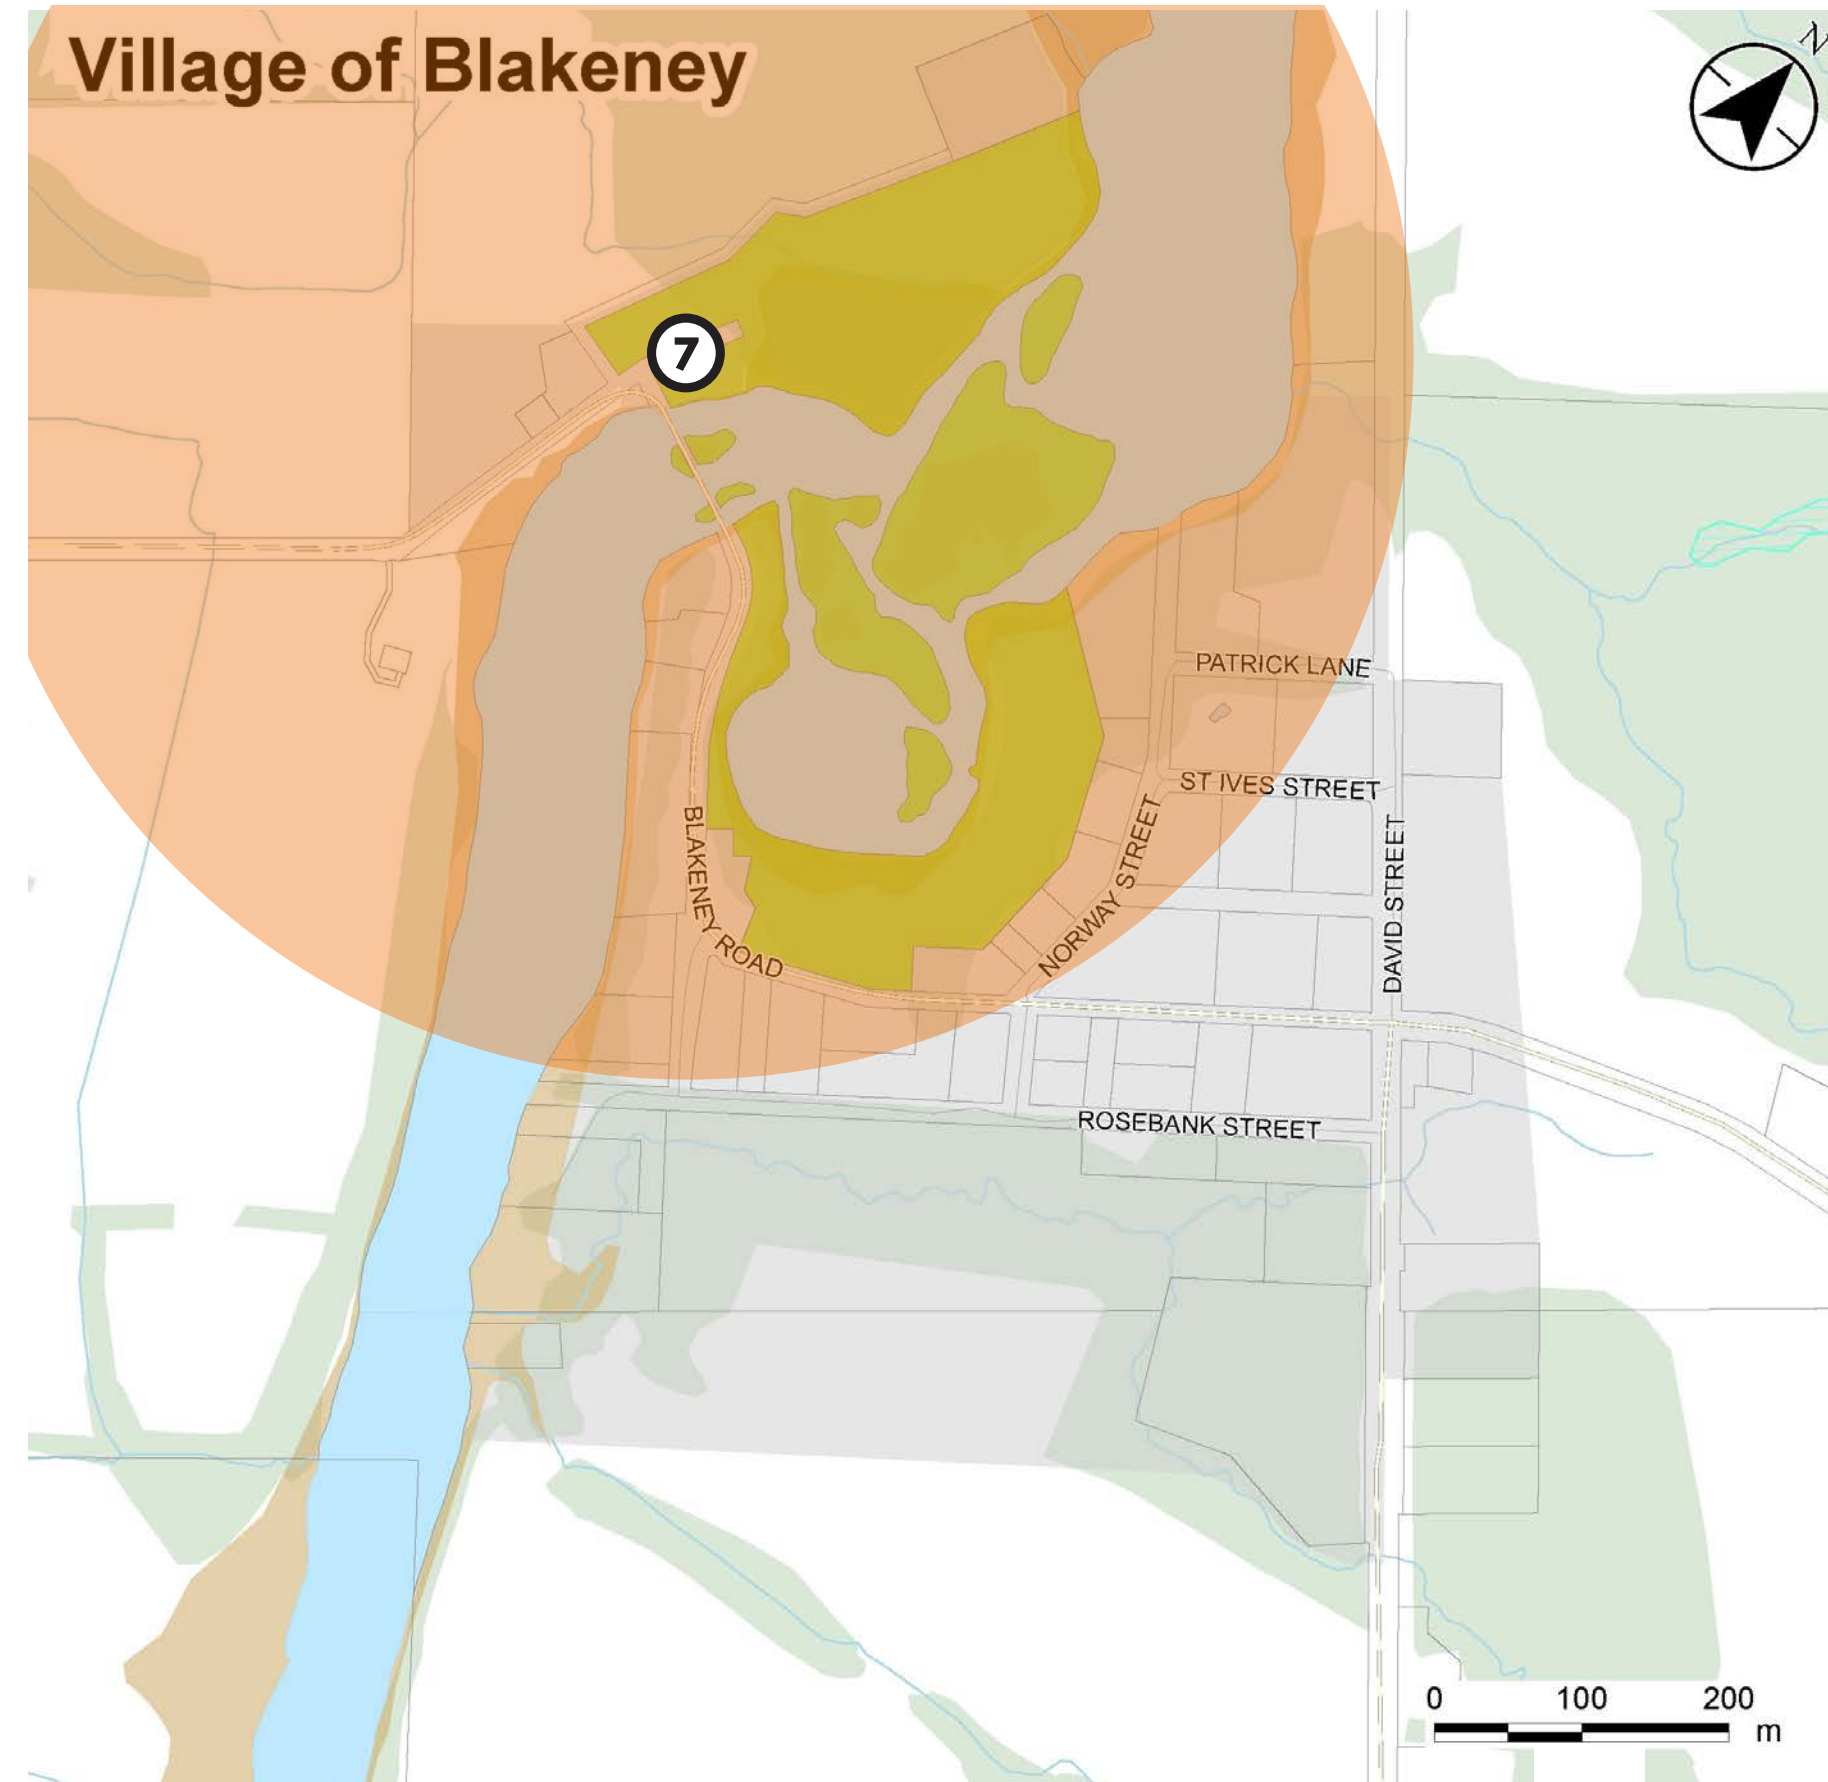 Village of Blakeney
N
7
PATRICK LANE
ST IVES STREET
BLAKENEY ROAD
NORWAY STREET
DAVID STREET
ROSEBANK STREET
0 100 200
m